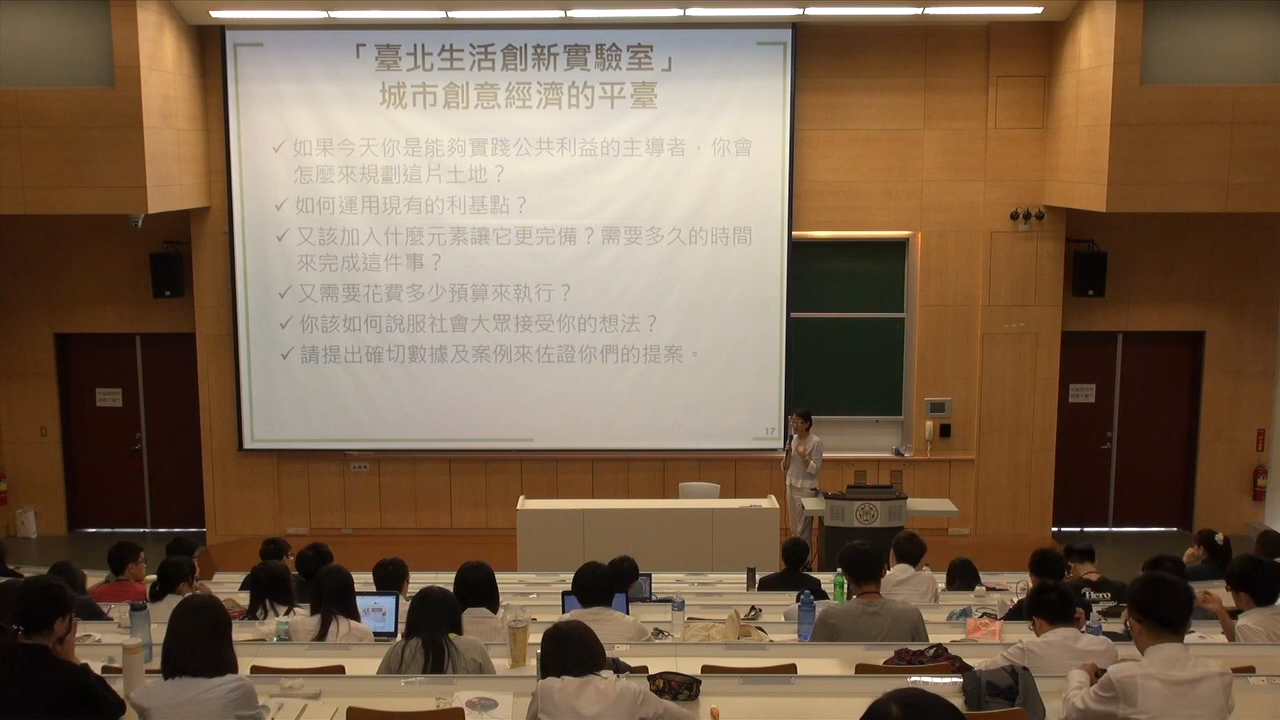 「臺北生活創新實驗室」
城市創意經濟的平臺
✓ 如果今天你是能夠實踐公共利益的主導者，你會
怎麼來規劃這片土地？
✓ 如何運用現有的利基點？
✓ 又該加入什麼元素讓它更完備？需要多久的時間
來完成這件事？
✓ 又需要花費多少預算來執行？
✓ 你該如何說服社會大眾接受你的想法？
✓ 請提出確切數據及案例來佐證你們的提案。
17
Hero